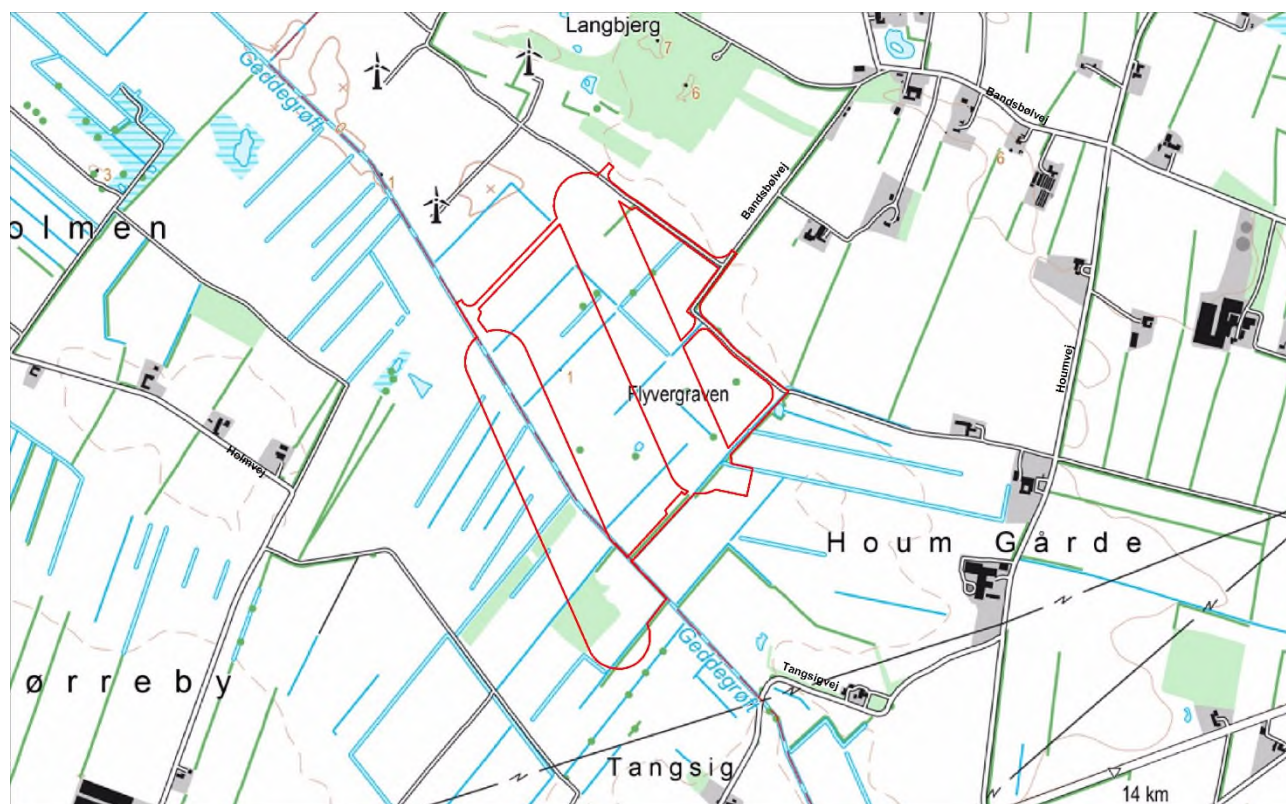 Langbjerg
7
Geddegrøft
6
Bandsbølvej
0
6
3
1
Bandsbølvej
olmen
Houmvej
1
Flyvergraven
Holmvej
Houm Gårde
Geddegrøft
Tangsigvej
ørreby
Tangsig
14 km